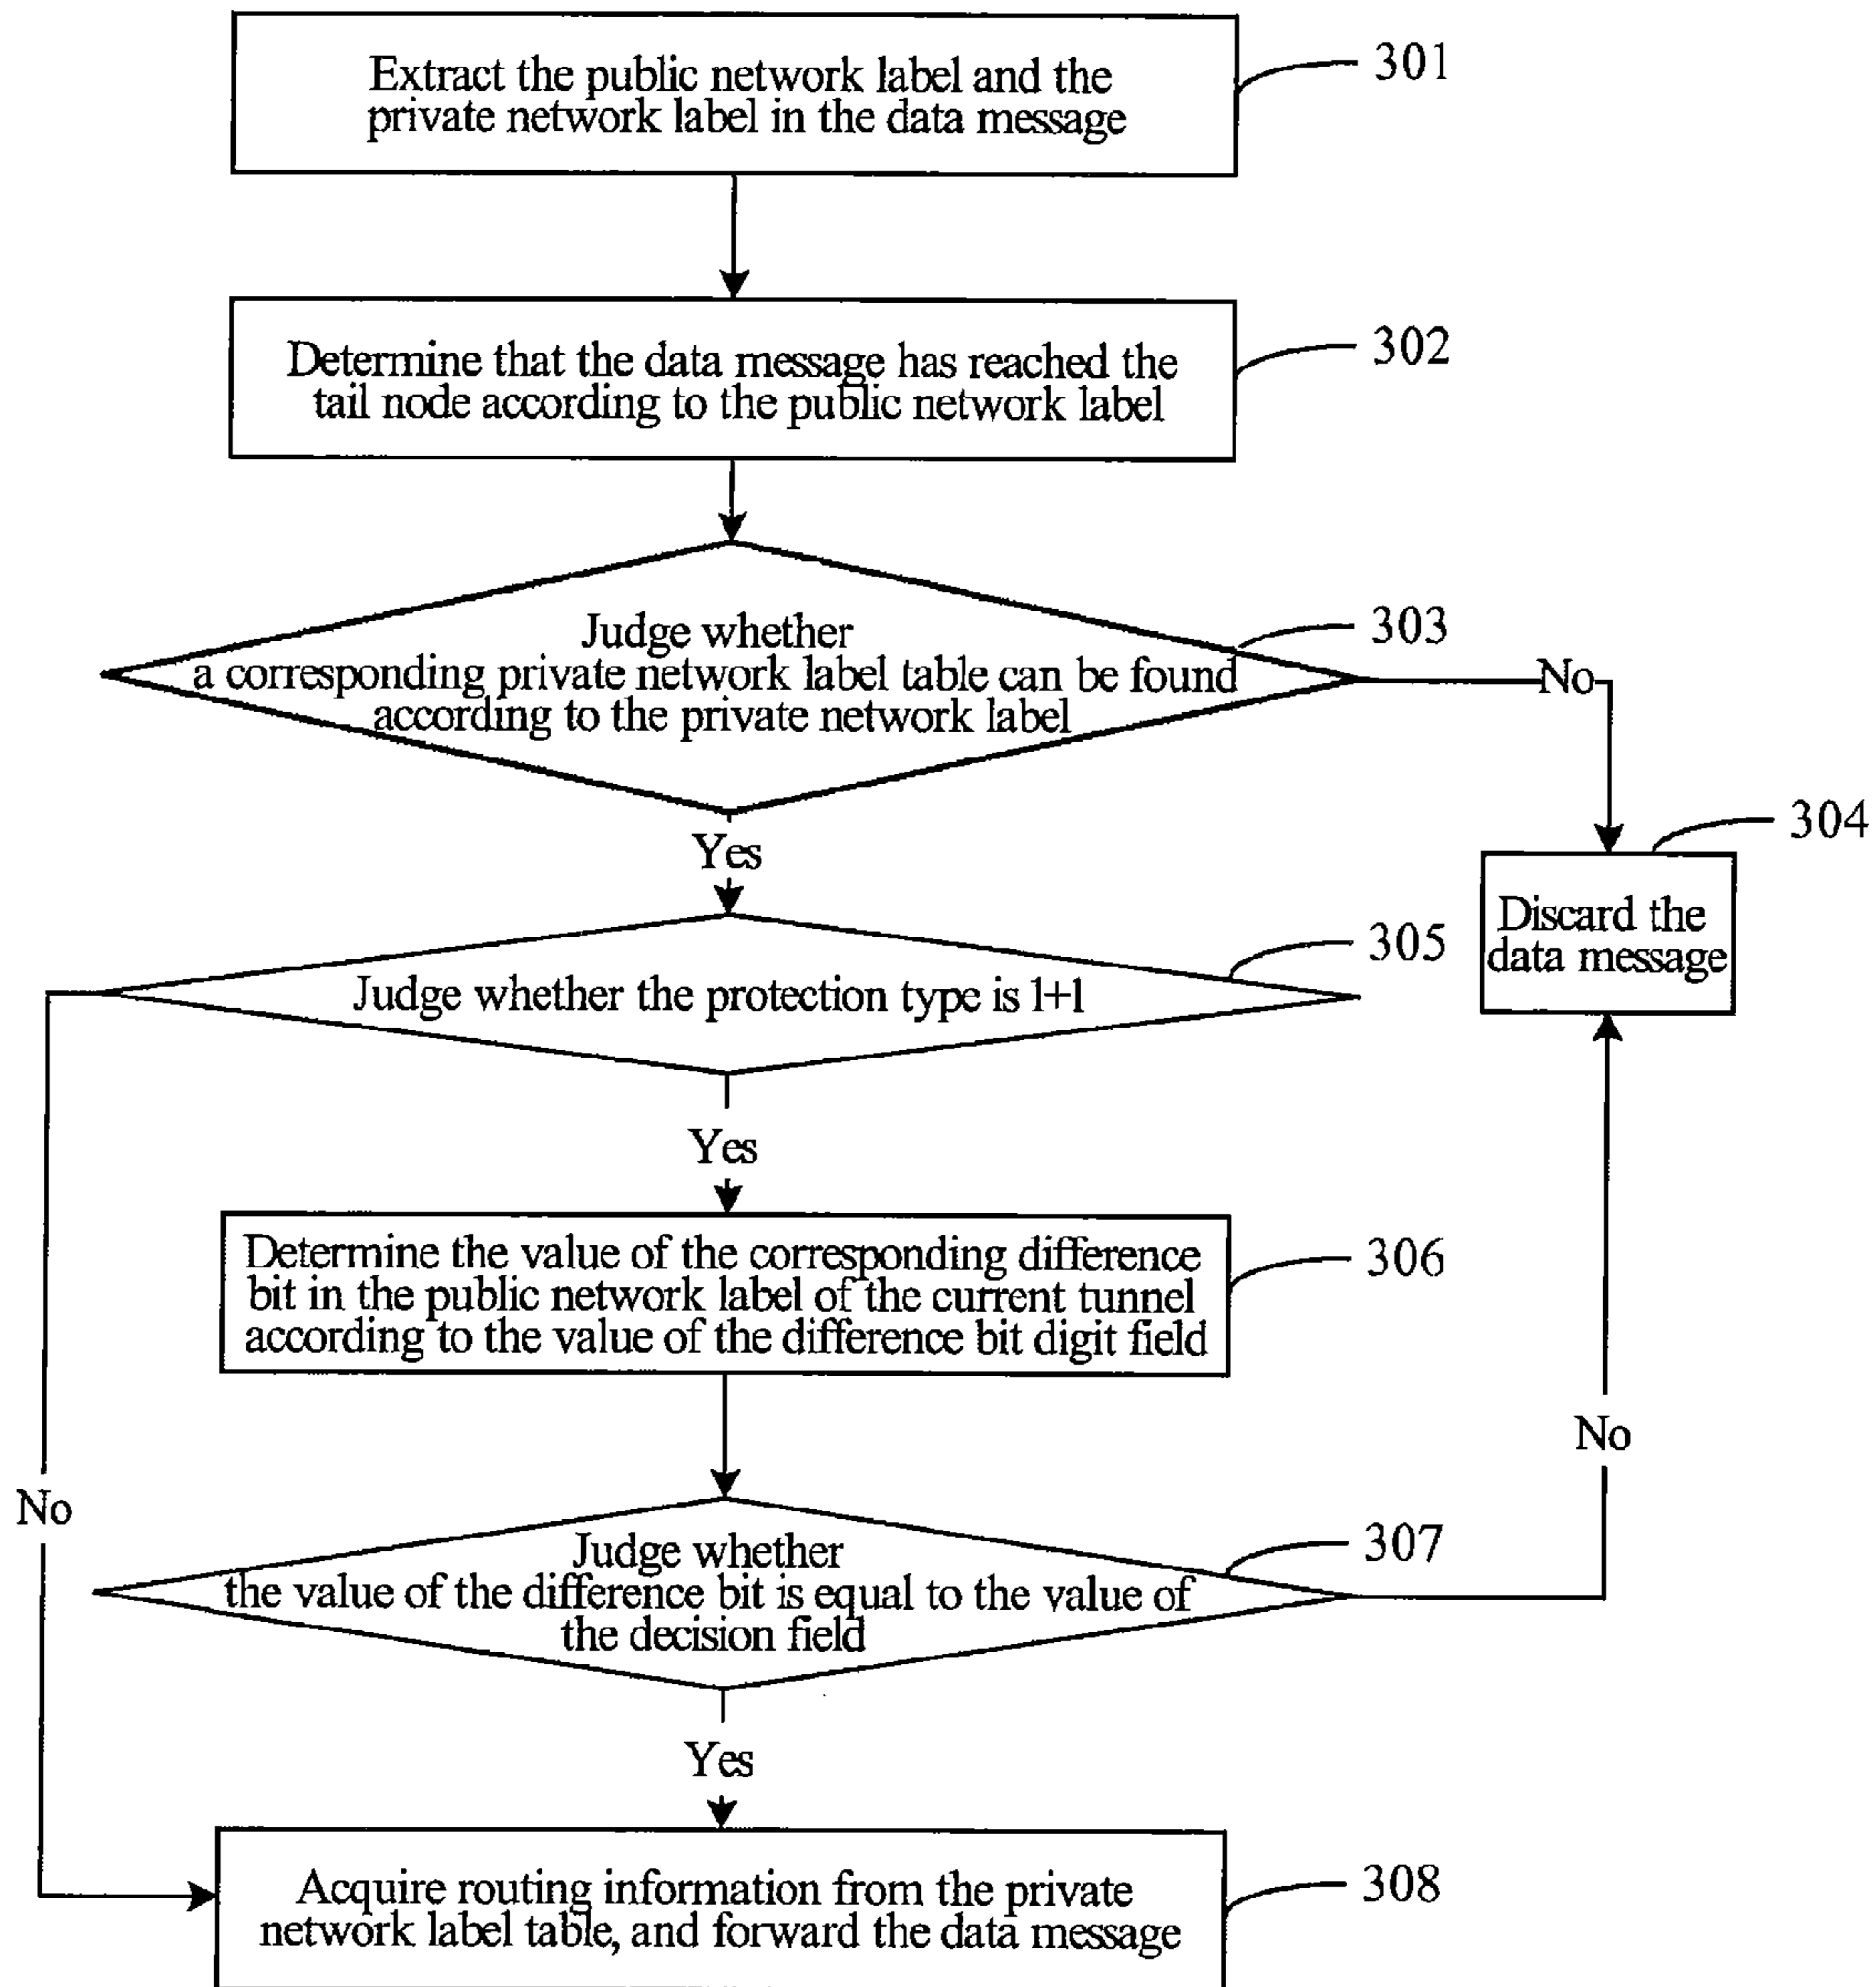 Extract the public network label and the
private network label in the data message
301
Determine that the data message has reached the
tail node according to the public network label
302
Judge whether
a corresponding private network label table can be found
according to the private network label
303
No
Yes
304
Discard the
data message
Judge whether the protection type is 1+1
305
Yes
Determine the value of the corresponding difference
bit in the public network label of the current tunnel
according to the value of the difference bit digit field
306
No
No
Judge whether
the value of the difference bit is equal to the value of
the decision field
307
Yes
Acquire routing information from the private
network label table, and forward the data message
308